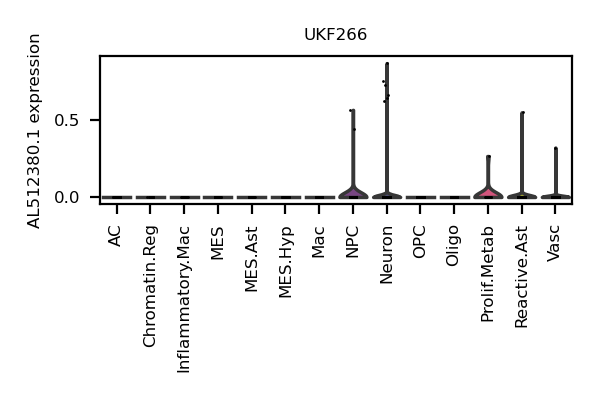 UKF266
AL512380.1 expression
0.5
0.0
AC
Chromatin.Reg
Inflammatory.Mac
MES
MES.Ast
MES.Hyp
Mac
NPC
Neuron
OPC
Oligo
Prolif.Metab
Reactive.Ast
Vasc